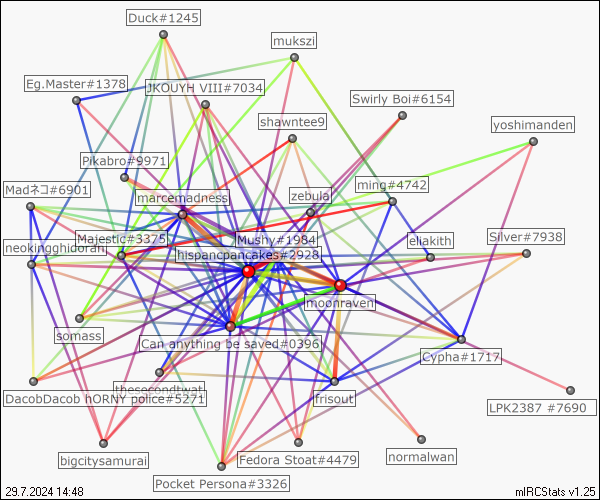 Duck#1245
mukszi
Eg.Master#1378
JKOUYH VIII#7034
Swirly Boi#6154
shawntee9
yoshimanden
Pikabro#9971
ming#4742
Madネコ#6901
marcemadness
zebula
Majestic#3375
Mushy#1984
eliakith
Silver#7938
neokingghidorah
hispancpancakes#2928
moonraven
somass
Can anything be saved#0396
Cypha#1717
thesecondtwat
DacobDacob hORNY police#5271
frisout
LPK2387 #7690
bigcitysamurai
Fedora Stoat#4479
normalwan
Pocket Persona#3326
29.7.2024 14:48
mIRCStats v1.25